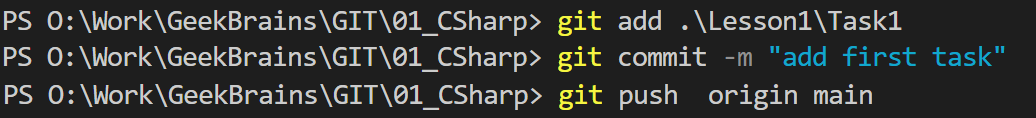 PS O:\Work\GeekBrains\GIT\01_CSharp> git add .\Lesson1\Task1
PS O:\Work\GeekBrains\GIT\01_CSharp> git commit -m "add first task"
PS O:\Work\GeekBrains\GIT\01_CSharp> git push  origin main